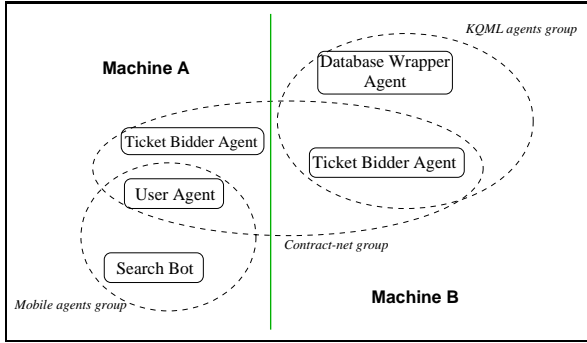 KQML agents group
Machine A
Database Wrapper
Agent
Ticket Bidder Agent
Ticket Bidder Agent
User Agent
Contract-net group
Search Bot
Machine B
Mobile agents group